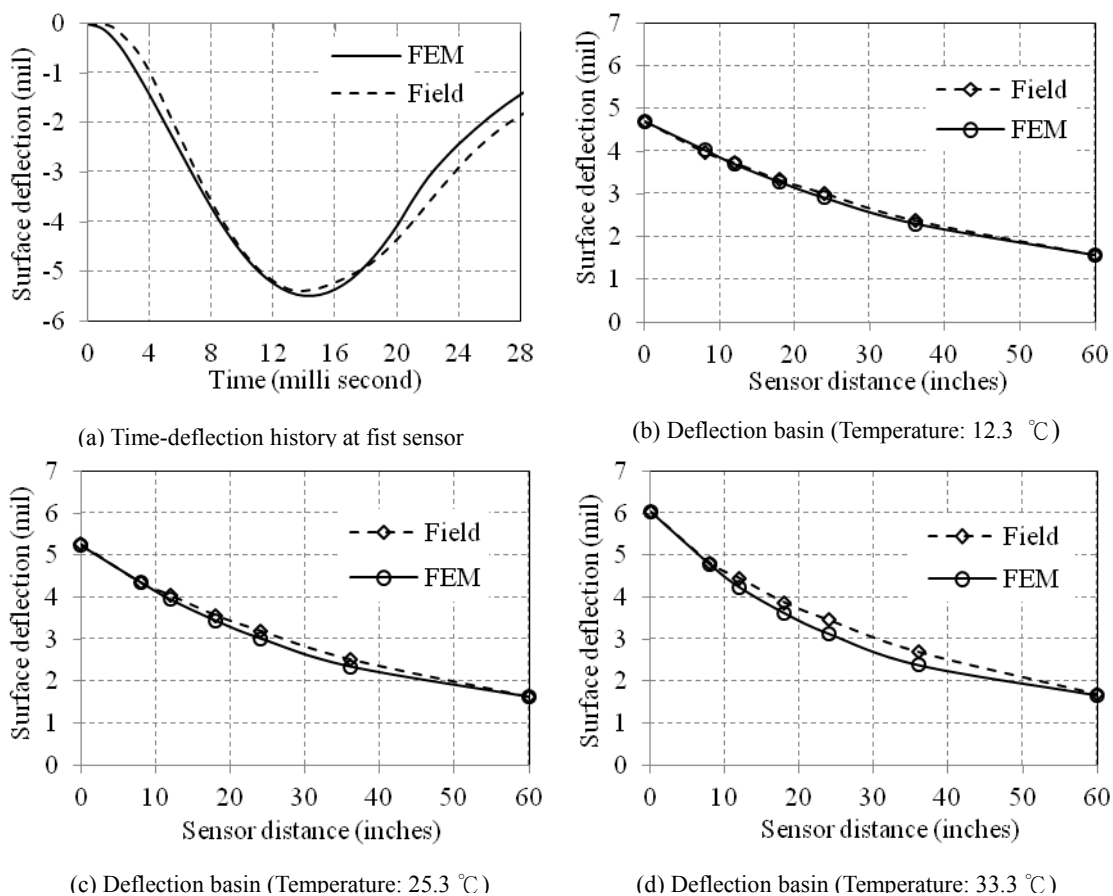 0
-1
-2
-3
-4
-5
-6
Surface deflection (mil)
FEM
Field
0 4 8 12 16 20 24 28
Time (milli second)
(a) Time-deflection history at fist sensor
7
6
5
4
3
2
1
0
Surface deflection (mil)
Field
FEM
0 10 20 30 40 50 60
Sensor distance (inches)
(b) Deflection basin (Temperature: 12.3 ℃)
7
6
5
4
3
2
1
0
Surface deflection (mil)
Field
FEM
0 10 20 30 40 50 60
Sensor distance (inches)
(c) Deflection basin (Temperature: 25.3 ℃)
7
6
5
4
3
2
1
0
Surface deflection (mil)
Field
FEM
0 10 20 30 40 50 60
Sensor distance (inches)
(d) Deflection basin (Temperature: 33.3 ℃)